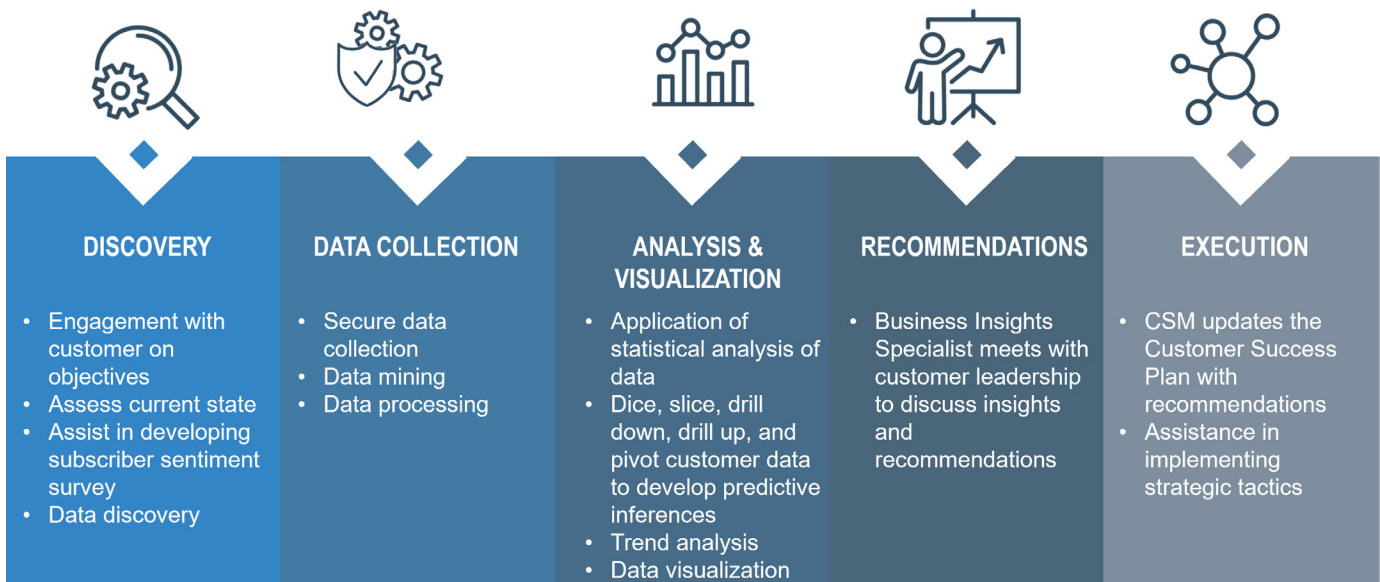 DISCOVERY
• Engagement with
customer on
objectives
• Assess current state
• Assist in developing
subscriber sentiment
survey
• Data discovery
DATA COLLECTION
• Secure data
collection
• Data mining
• Data processing
ANALYSIS &
VISUALIZATION
• Application of
statistical analysis of
data
• Dice, slice, drill
down, drill up, and
pivot customer data
to develop predictive
inferences
• Trend analysis
• Data visualization
RECOMMENDATIONS
• Business Insights
Specialist meets with
customer leadership
to discuss insights
and
recommendations
EXECUTION
• CSM updates the
Customer Success
Plan with
recommendations
• Assistance in
implementing
strategic tactics